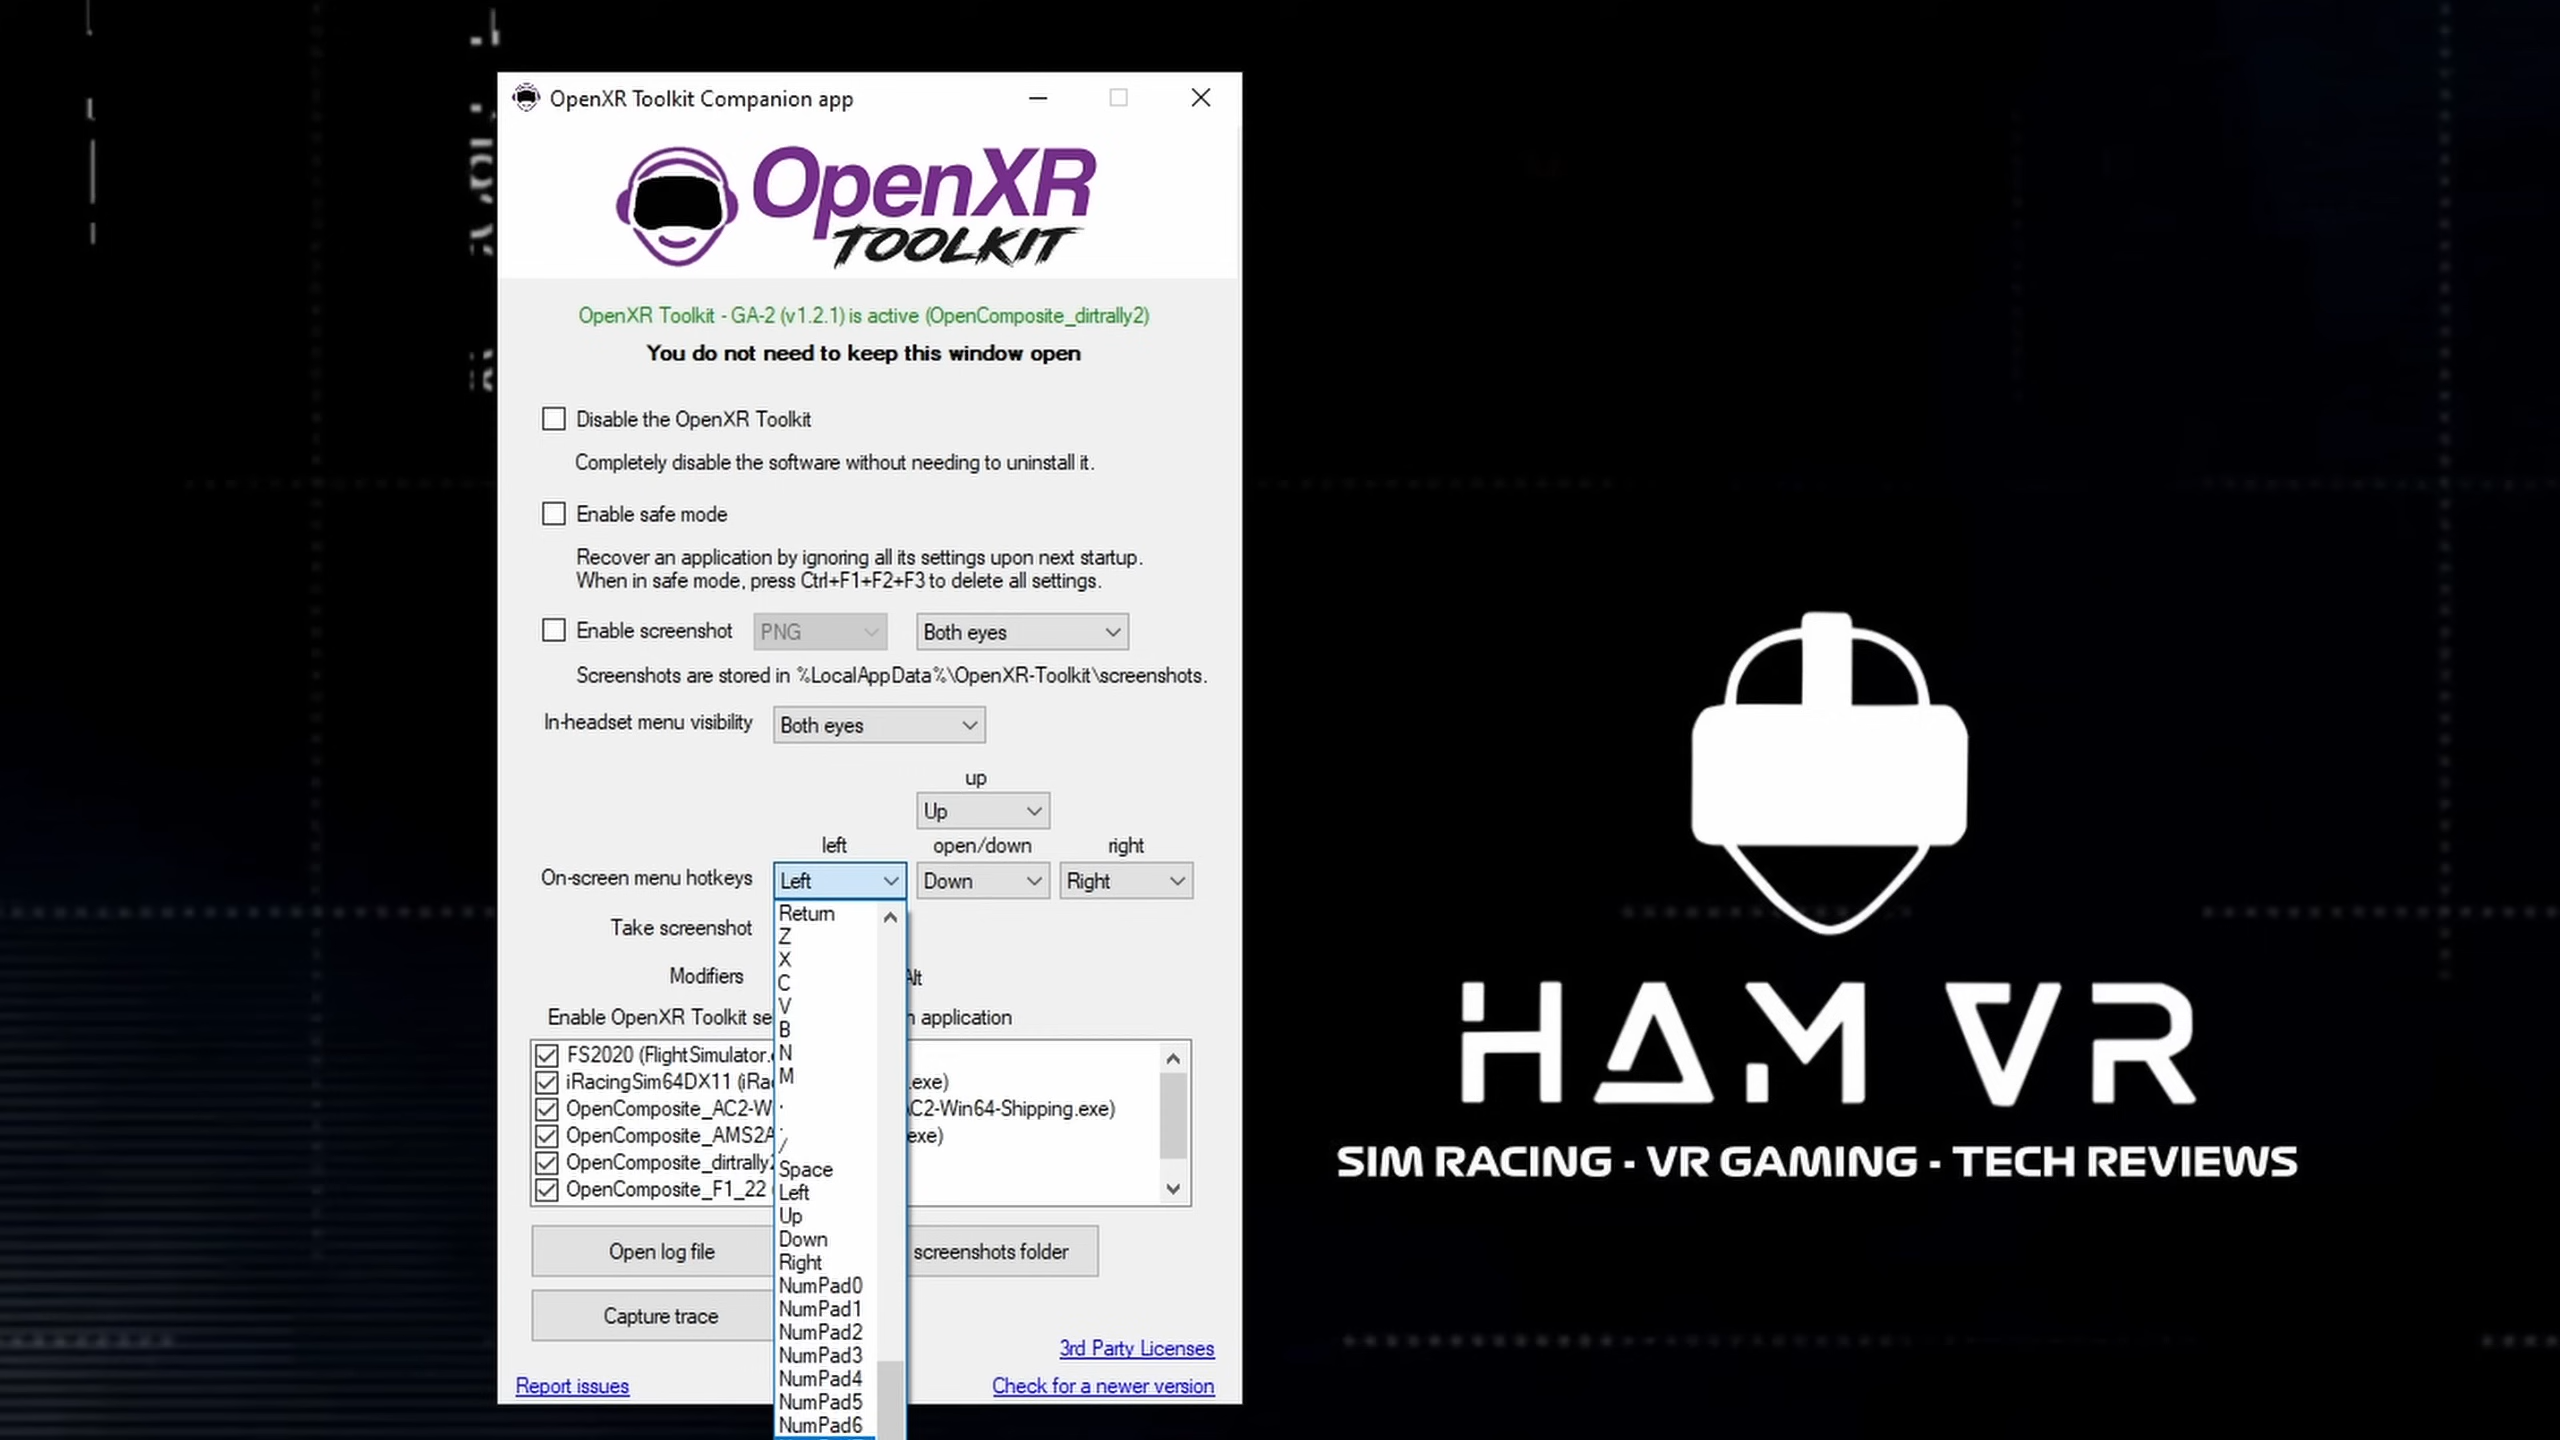 OpenXR Toolkit Companion app
OpenXR
TOOLKIT
OpenXR Toolkit - GA-2 (v1.2.1) is active (OpenComposite_dirtrally2)
You do not need to keep this window open
Disable the OpenXR Toolkit
Completely disable the software without needing to uninstall it.
Enable safe mode
Recover an application by ignoring all its settings upon next startup.
When in safe mode, press Ctrl+F1+F2+F3 to delete all settings.
Enable screenshot PNG Both eyes
Screenshots are stored in %LocalAppData%\OpenXR-Toolkit\screenshots.
In-headset menu visibility Both eyes
up
Up
left open/down right
On-screen menu hotkeys Left Down Right
Take screenshot
Modifiers
Enable OpenXR Toolkit application
FS2020 (FlightSimulator.
iRacingSim64DX11 (iRa .exe)
OpenComposite_AC2-W C2-Win64-Shipping.exe)
OpenComposite_AMS2A exe)
OpenComposite_dirtrally
OpenComposite_F1_22
Return
Z
X
C
V
B
N
M
/
Space
Left
Up
Down
Right
NumPad0
NumPad1
NumPad2
NumPad3
NumPad4
NumPad5
NumPad6
Open log file screenshots folder
Capture trace
3rd Party Licenses
Report issues Check for a newer version
HAM VR
SIM RACING - VR GAMING - TECH REVIEWS